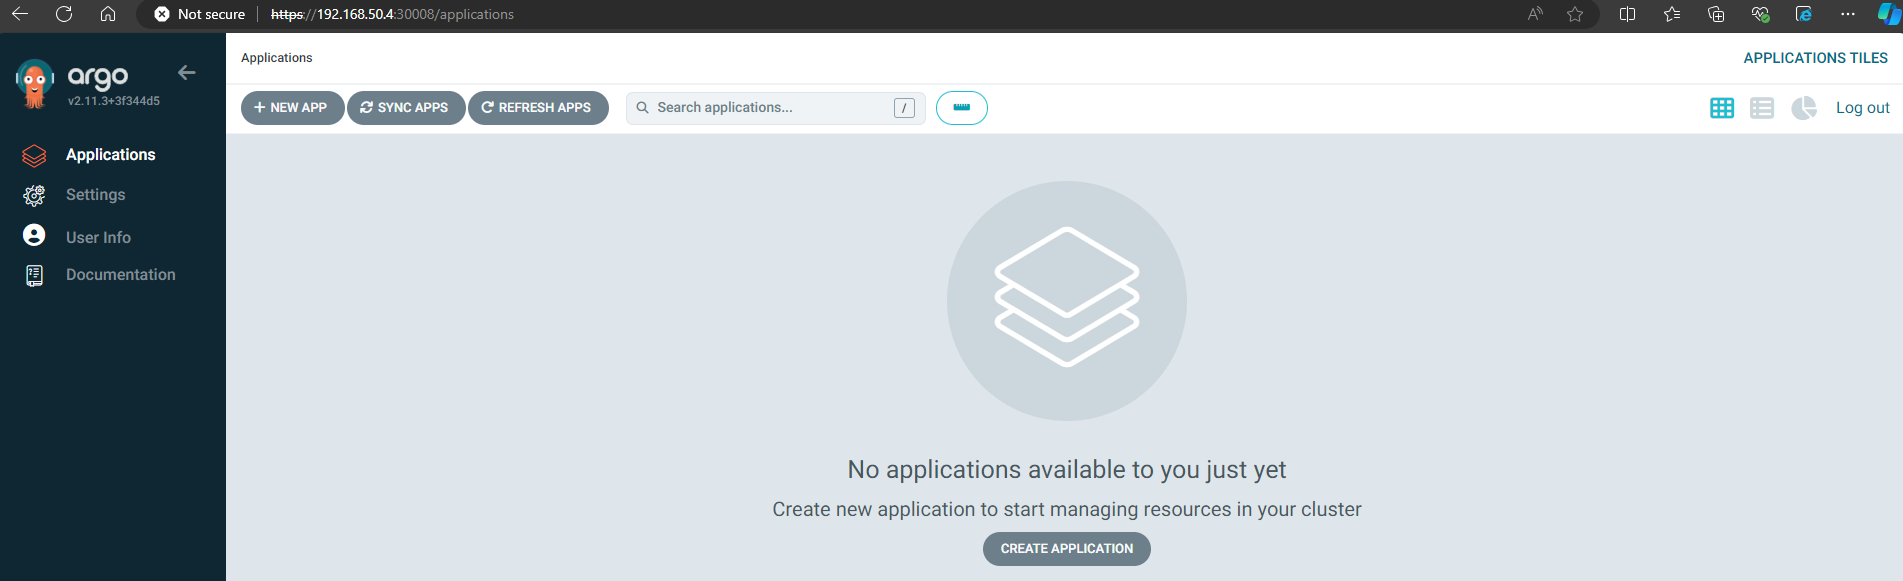 Not secure https://192.168.50.4:30008/applications
argo
v2.11.3+3f344d5
Applications
Settings
User Info
Documentation
Applications
APPLICATIONS TILES
+ NEW APP SYNC APPS REFRESH APPS Search applications... / Log out
No applications available to you just yet
Create new application to start managing resources in your cluster
CREATE APPLICATION